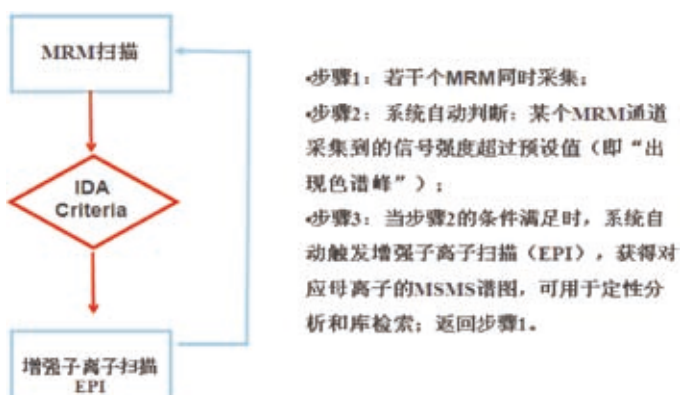 MRM扫描
IDA
Criteria
增强子离子扫描
EPI
•步骤1：若干个MRM同时采集；
•步骤2：系统自动判断：某个MRM通道
采集到的信号强度超过预设值（即“出
现色谱峰”）；
•步骤3：当步骤2的条件满足时，系统自
动触发增强子离子扫描（EPI），获得对
应母离子的MSMS谱图，可用于定性分
析和库检索；返回步骤1。